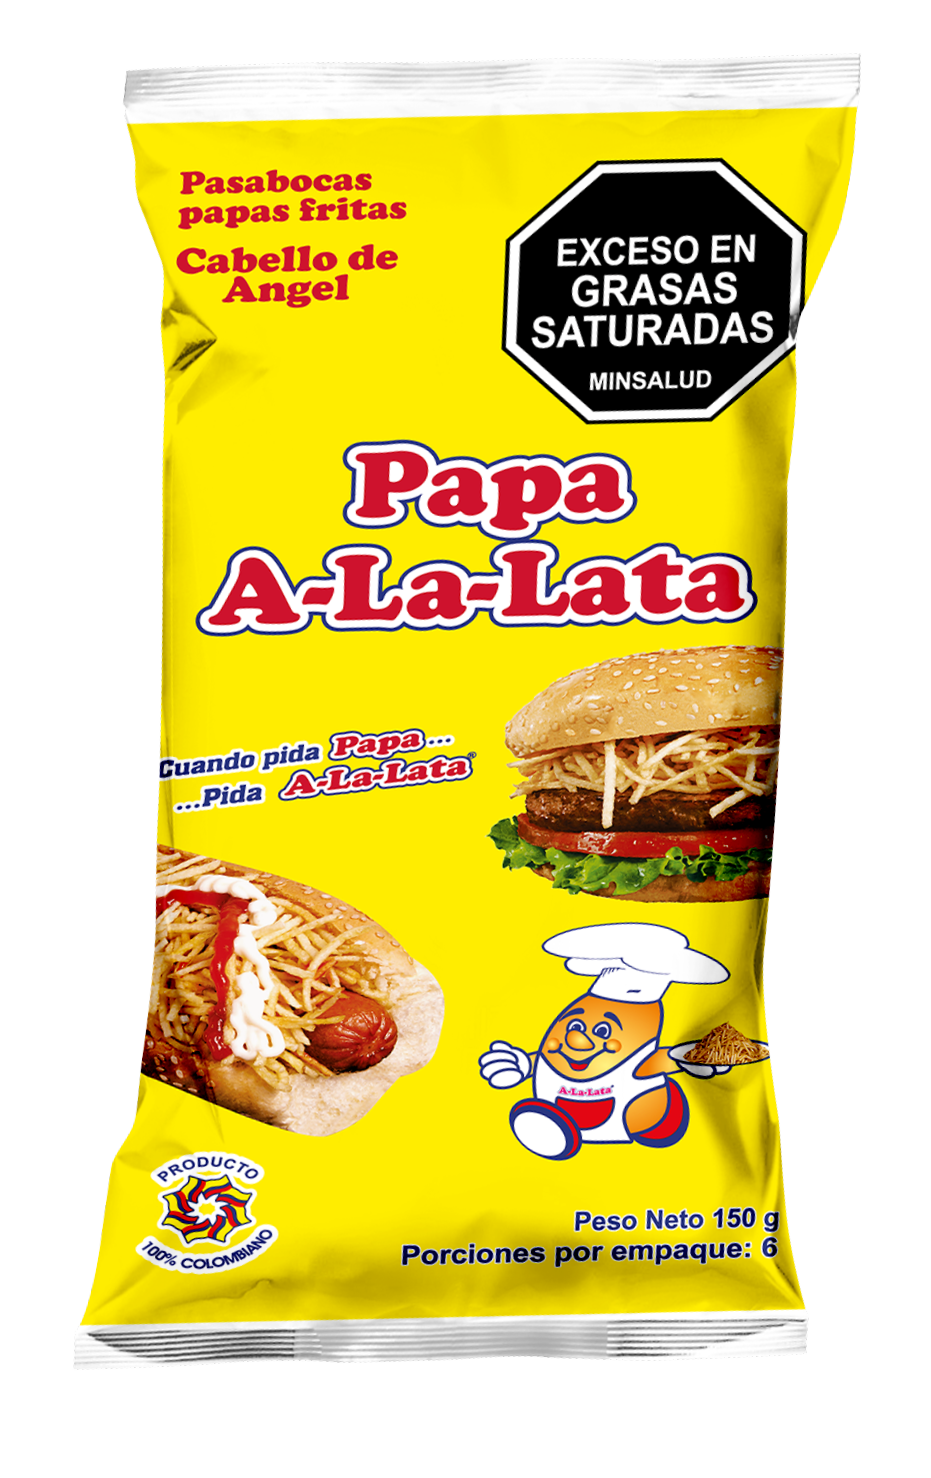 Pasabocas
papas fritas
Cabello de
Angel
EXCESO EN
GRASAS
SATURADAS
MINSALUD
Papa
A-La-Lata
Cuando pida Papa...
...Pida A-La-Lata®
A-La-Lata®
PRODUCTO
100% COLOMBIANO
Peso Neto 150 g
Porciones por empaque: 6